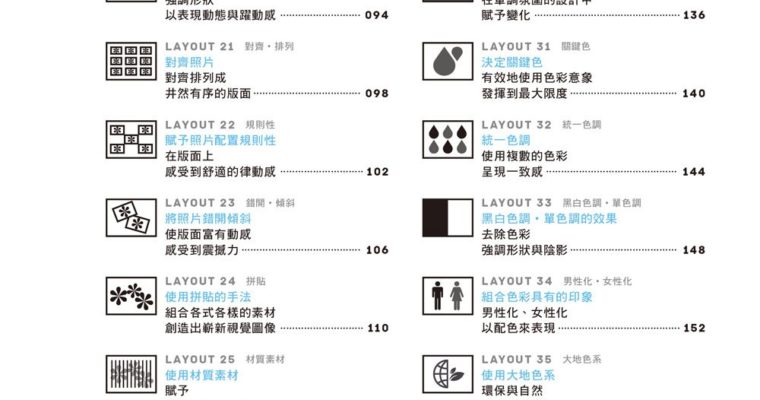 強調形狀
以表現動態與躍動感 094
LAYOUT 21 對齊・排列
對齊照片
對齊排列成
井然有序的版面 098
LAYOUT 22 規則性
賦予照片配置規則性
在版面上
感受到舒適的律動感 102
LAYOUT 23 錯開・傾斜
將照片錯開傾斜
使版面富有動感
感受到震撼力 106
LAYOUT 24 拼貼
使用拼貼的手法
組合各式各樣的素材
創造出嶄新視覺圖像 110
LAYOUT 25 材質素材
使用材質素材
賦予
在單調氛圍的設計中
賦予變化 136
LAYOUT 31 關鍵色
決定關鍵色
有效地使用色彩意象
發揮到最大限度 140
LAYOUT 32 統一色調
統一色調
使用複數的色彩
呈現一致感 144
LAYOUT 33 黑白色調・單色調
黑白色調・單色調的效果
去除色彩
強調形狀與陰影 148
LAYOUT 34 男性化・女性化
組合色彩具有的印象
男性化、女性化
以配色來表現 152
LAYOUT 35 大地色系
使用大地色系
環保與自然